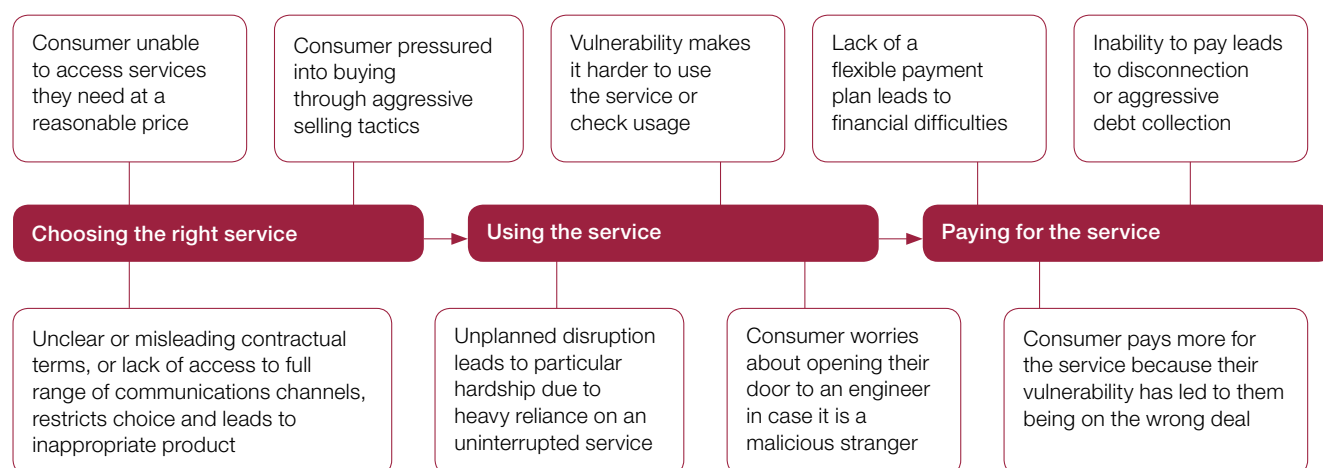 Consumer unable
to access services
they need at a
reasonable price
Consumer pressured
into buying
through aggressive
selling tactics
Vulnerability makes
it harder to use
the service or
check usage
Lack of a
flexible payment
plan leads to
financial difficulties
Inability to pay leads
to disconnection
or aggressive
debt collection
Choosing the right service
Using the service
Paying for the service
Unclear or misleading contractual
terms, or lack of access to full
range of communications channels,
restricts choice and leads to
inappropriate product
Unplanned disruption
leads to particular
hardship due to
heavy reliance on an
uninterrupted service
Consumer worries
about opening their
door to an engineer
in case it is a
malicious stranger
Consumer pays more for
the service because their
vulnerability has led to them
being on the wrong deal